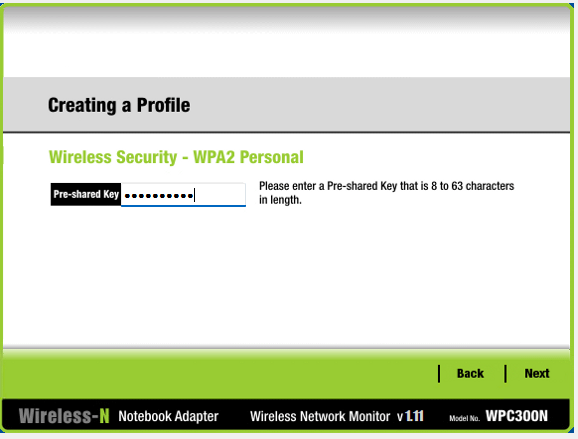 Creating a Profile
Wireless Security - WPA2 Personal
Pre-shared Key ●●●●●●●●●●
Please enter a Pre-shared Key that is 8 to 63 characters
in length.
Back Next
Wireless-N Notebook Adapter Wireless Network Monitor v 1.11 Model No. WPC300N